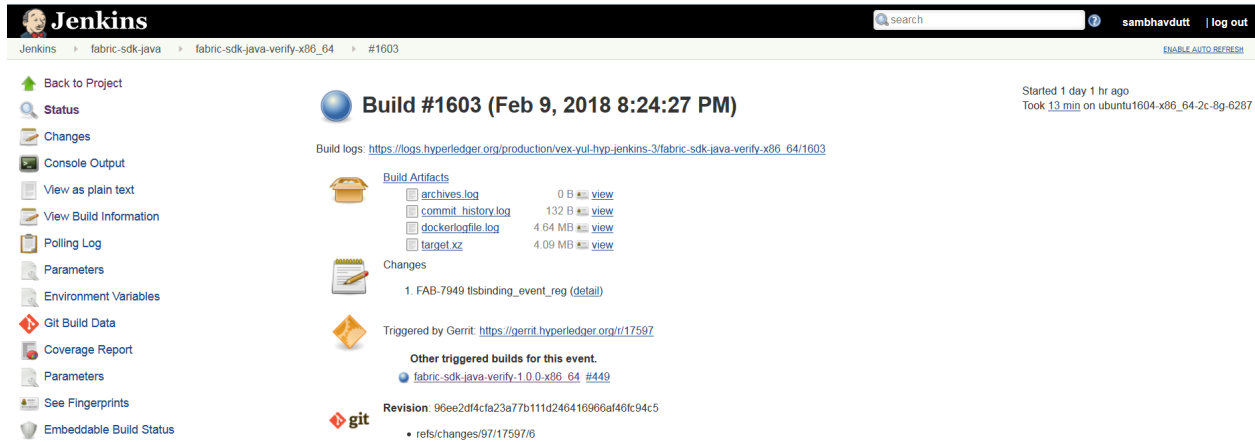 Jenkins
search
sambhavdutt | log out
Jenkins fabric-sdk-java fabric-sdk-java-verify-x86_64 #1603
ENABLE AUTO REFRESH
Back to Project
Status
Changes
Console Output
View as plain text
View Build Information
Polling Log
Parameters
Environment Variables
Git Build Data
Coverage Report
Parameters
See Fingerprints
Embeddable Build Status
Build #1603 (Feb 9, 2018 8:24:27 PM)
Started 1 day 1 hr ago
Took 13 min on ubuntu1604-x86_64-2c-8g-6287
Build logs: https://logs.hyperledger.org/production/vex-yul-hyp-jenkins-3/fabric-sdk-java-verify-x86_64/1603
Build Artifacts
archives.log 0 B view
commit_history.log 132 B view
dockerlogfile.log 4.64 MB view
target.xz 4.09 MB view
Changes
1. FAB-7949 tlsbinding_event_reg (detail)
Triggered by Gerrit: https://gerrit.hyperledger.org/r/17597
Other triggered builds for this event.
fabric-sdk-java-verify-1.0.0-x86_64 #449
git
Revision: 96ee2df4cfa23a77b111d246416966af46fc94c5
• refs/changes/97/17597/6